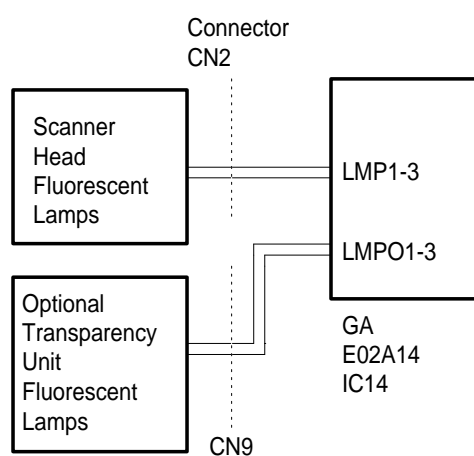 Connector
CN2
Scanner
Head
Fluorescent
Lamps
LMP1-3
LMPO1-3
Optional
Transparency
Unit
Fluorescent
Lamps
GA
E02A14
IC14
CN9